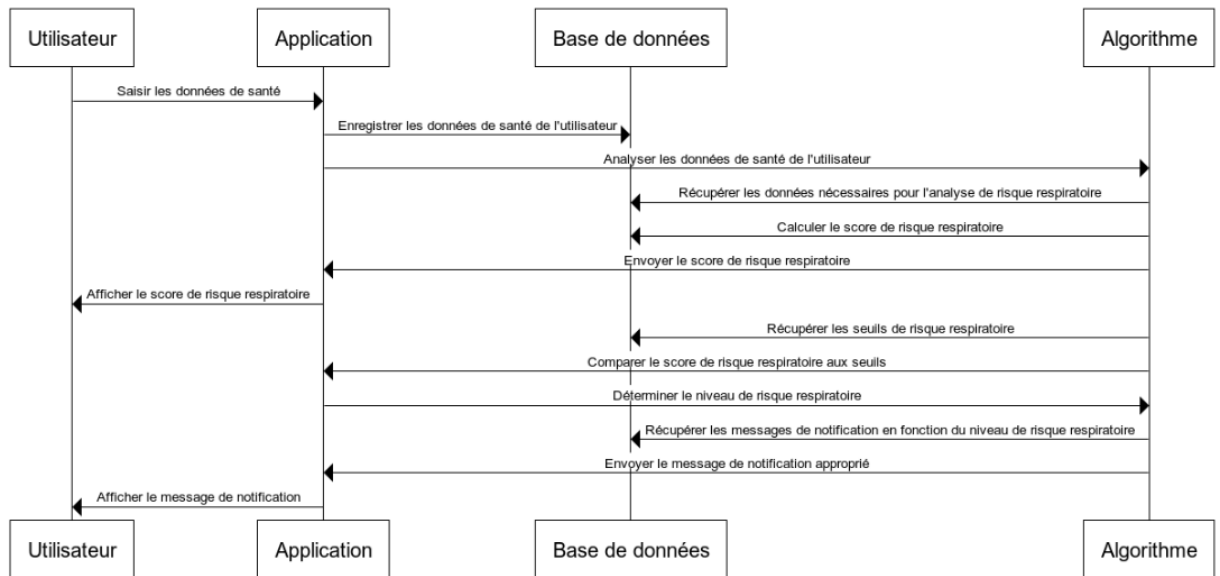 Utilisateur
Application
Base de données
Algorithme
Saisir les données de santé
Enregistrer les données de santé de l'utilisateur
Analyser les données de santé de l'utilisateur
Récupérer les données nécessaires pour l'analyse de risque respiratoire
Calculer le score de risque respiratoire
Envoyer le score de risque respiratoire
Afficher le score de risque respiratoire
Récupérer les seuils de risque respiratoire
Comparer le score de risque respiratoire aux seuils
Déterminer le niveau de risque respiratoire
Récupérer les messages de notification en fonction du niveau de risque respiratoire
Envoyer le message de notification approprié
Afficher le message de notification
Utilisateur
Application
Base de données
Algorithme